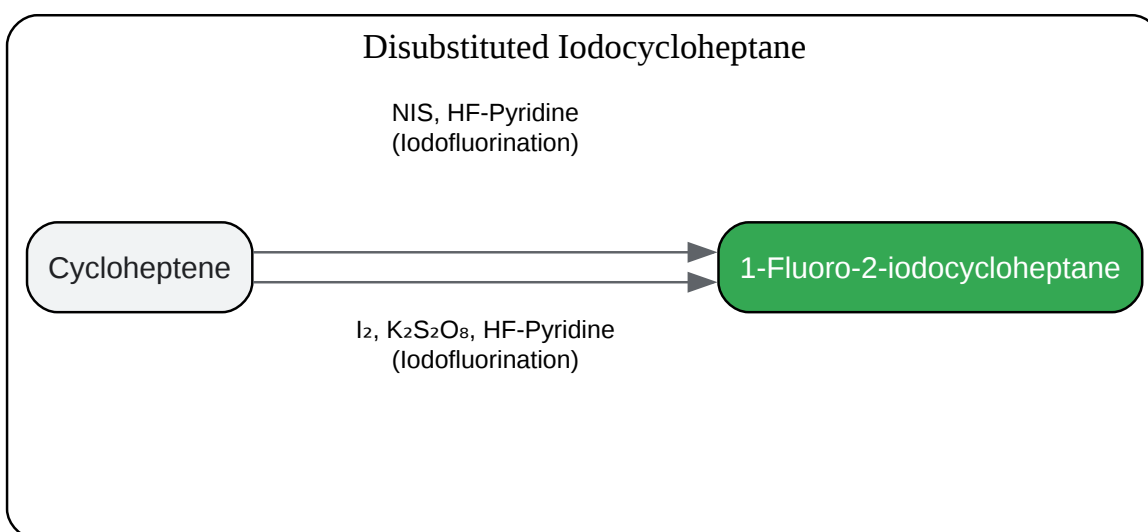 Disubstituted Iodocycloheptane
NIS, HF-Pyridine
(Iodofluorination)
Cycloheptene
1-Fluoro-2-iodocycloheptane
I₂, K₂S₂O₈, HF-Pyridine
(Iodofluorination)